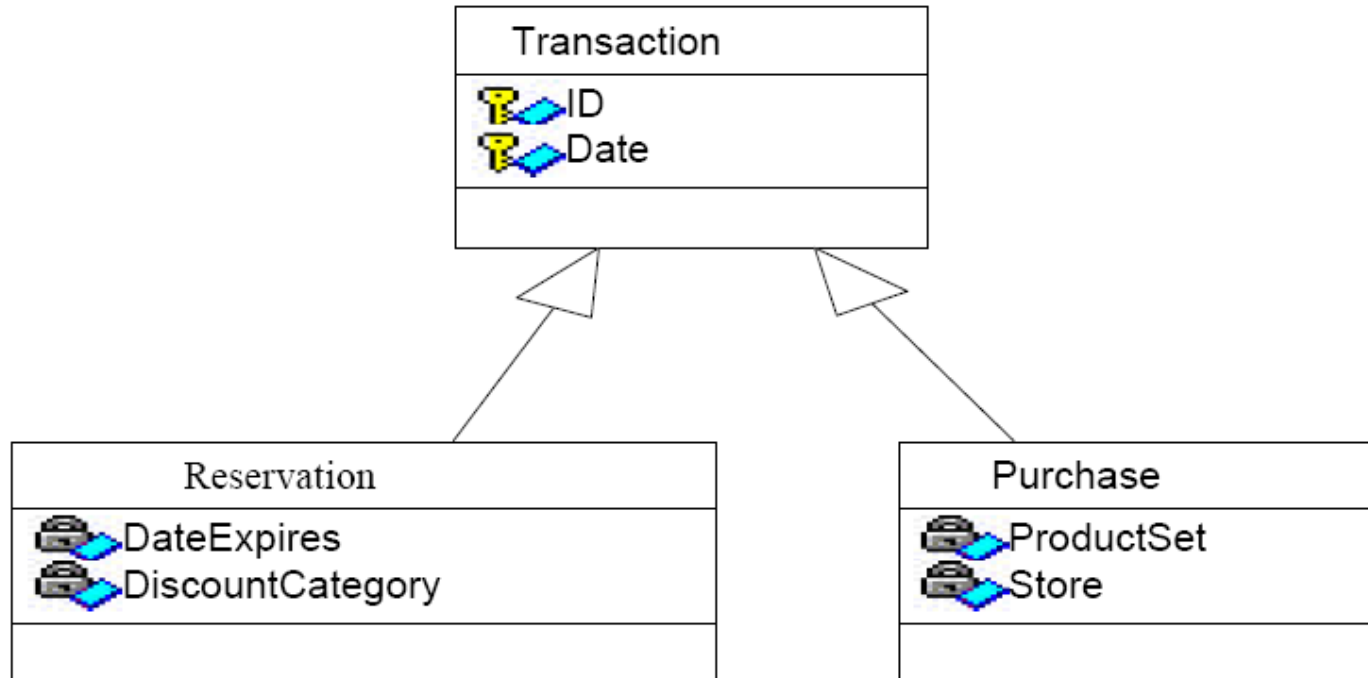 Transaction
ID
Date
Reservation
DateExpires
DiscountCategory
Purchase
ProductSet
Store